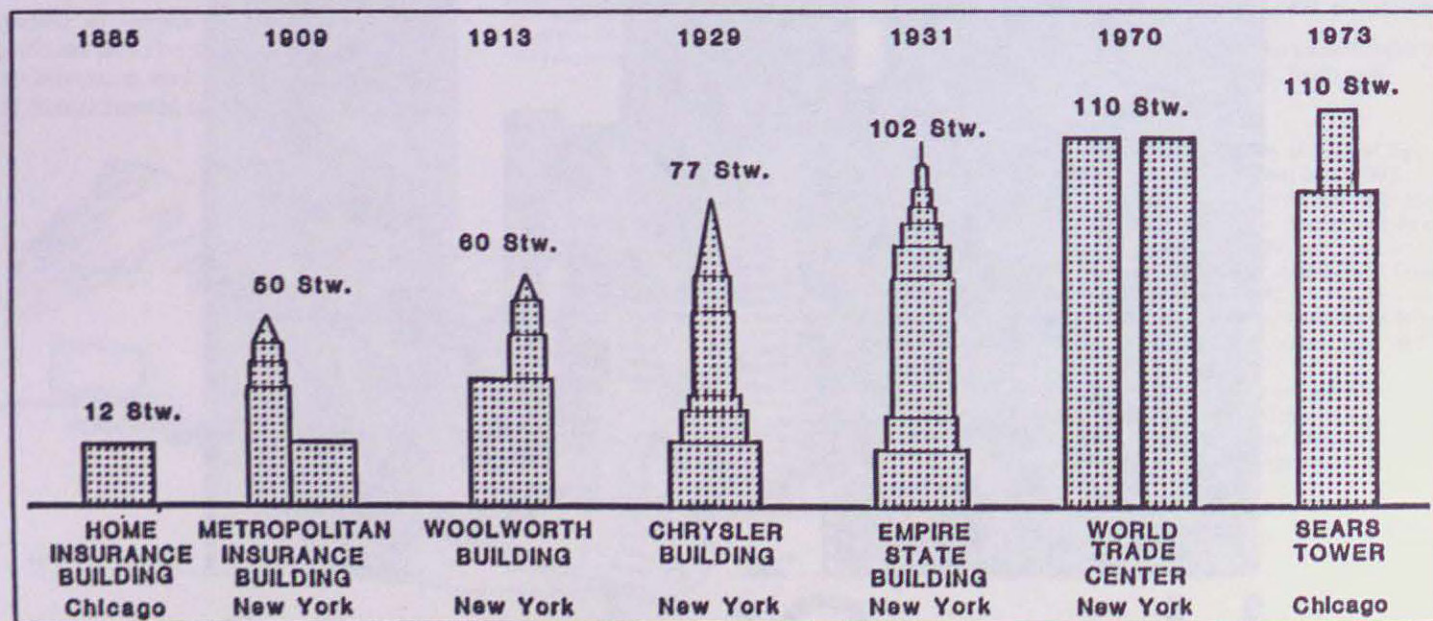 1885 1909 1913 1929 1931 1970 1973
12 Stw. 50 Stw. 60 Stw. 77 Stw. 102 Stw. 110 Stw. 110 Stw.
HOME
INSURANCE
BUILDING
Chicago
METROPOLITAN
INSURANCE
BUILDING
New York
WOOLWORTH
BUILDING
New York
CHRYSLER
BUILDING
New York
EMPIRE
STATE
BUILDING
New York
WORLD
TRADE
CENTER
New York
SEARS
TOWER
Chicago